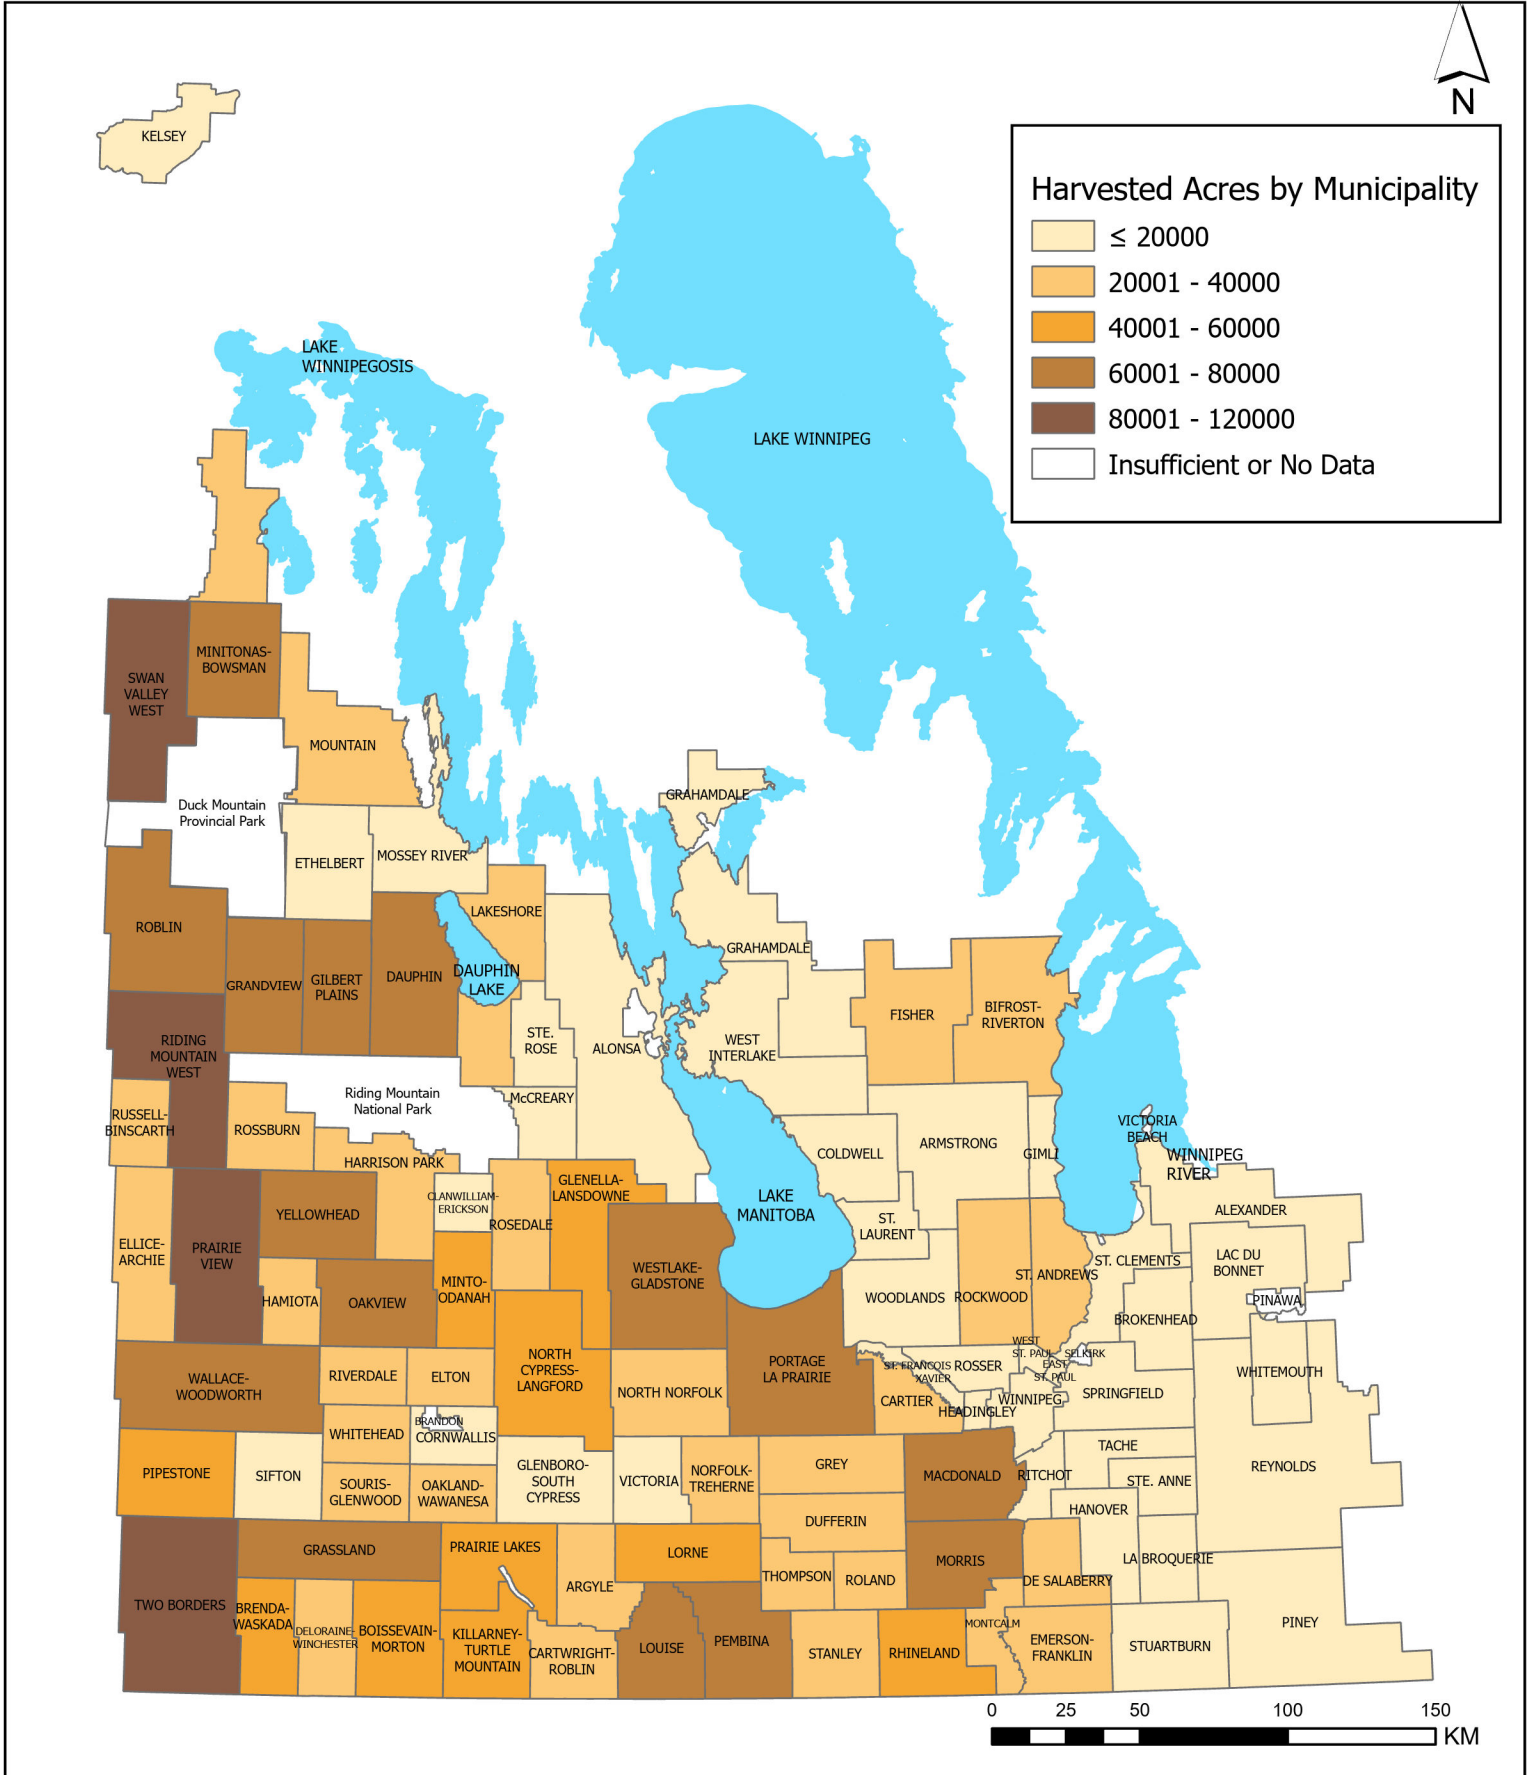 N
Harvested Acres by Municipality
≤ 20000
20001 - 40000
40001 - 60000
60001 - 80000
80001 - 120000
Insufficient or No Data
KELSEY
LAKE
WINNIPEGOSIS
LAKE WINNIPEG
MINITONAS-
BOWSMAN
SWAN
VALLEY
WEST
MOUNTAIN
Duck Mountain
Provincial Park
GRAHAMDALE
ETHELBERT
MOSSEY RIVER
ROBLIN
LAKESHORE
GRAHAMDALE
GRANDVIEW
GILBERT
PLAINS
DAUPHIN
DAUPHIN
LAKE
FISHER
BIFROST-
RIVERTON
STE.
ROSE
ALONSA
WEST
INTERLAKE
RIDING
MOUNTAIN
WEST
Riding Mountain
National Park
McCREARY
RUSSELL-
BINSCARTH
ROSSBURN
HARRISON PARK
COLDWELL
ARMSTRONG
GIMLI
VICTORIA
BEACH
WINNIPEG
RIVER
GLENELLA-
LANSDOWNE
CLANWILLIAM-
ERICKSON
ROSEDALE
LAKE
MANITOBA
ST.
LAURENT
ALEXANDER
YELLOWHEAD
ELLICE-
ARCHIE
PRAIRIE
VIEW
WESTLAKE-
GLADSTONE
ST. CLEMENTS
LAC DU
BONNET
ST. ANDREWS
HAMIOTA
OAKVIEW
MINTO-
ODANAH
WOODLANDS
ROCKWOOD
PINAWA
BROKENHEAD
WALLACE-
WOODWORTH
RIVERDALE
ELTON
NORTH
CYPRESS-
LANGFORD
NORTH NORFOLK
PORTAGE
LA PRAIRIE
ST. FRANCOIS
XAVIER
ROSSER
WEST
ST. PAUL
SELKIRK
EAST
ST. PAUL
WHITEMOUTH
CARTIER
HEADINGLEY
WINNIPEG
SPRINGFIELD
BRANDON
CORNWALLIS
WHITEHEAD
PIPESTONE
SIFTON
SOURIS-
GLENWOOD
OAKLAND-
WAWANESA
GLENBORO-
SOUTH
CYPRESS
VICTORIA
NORFOLK-
TREHERNE
GREY
MACDONALD
RITCHOT
TACHE
STE. ANNE
REYNOLDS
HANOVER
DUFFERIN
GRASSLAND
PRAIRIE LAKES
LORNE
MORRIS
LA BROQUERIE
ARGYLE
THOMPSON
ROLAND
DE SALABERRY
TWO BORDERS
BRENDA-
WASKADA
DELORAINE-
WINCHESTER
BOISSEVAIN-
MORTON
KILLARNEY-
TURTLE
MOUNTAIN
CARTWRIGHT-
ROBLIN
LOUISE
PEMBINA
STANLEY
RHINELAND
MONTCALM
EMERSON-
FRANKLIN
STUARTBURN
PINEY
0 25 50 100 150
KM